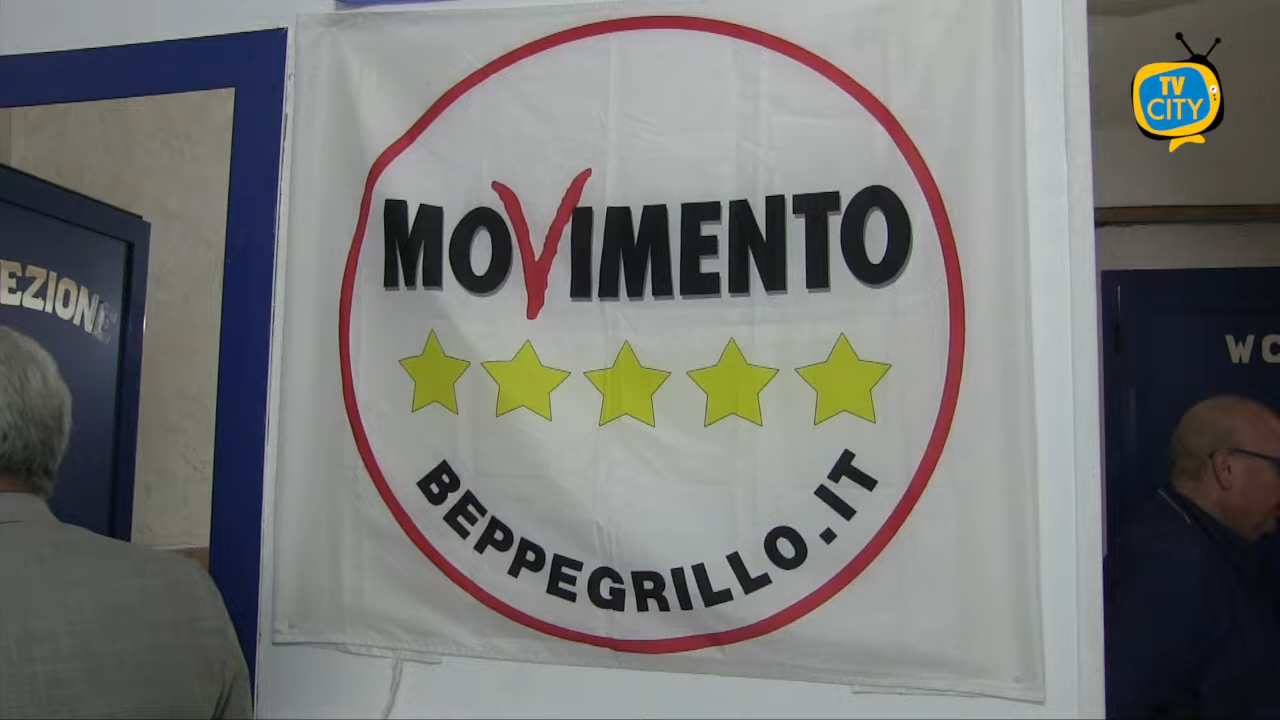 TV
CITY
MOVIMENTO
BEPPEGRILLO.IT
EZIONE
WC